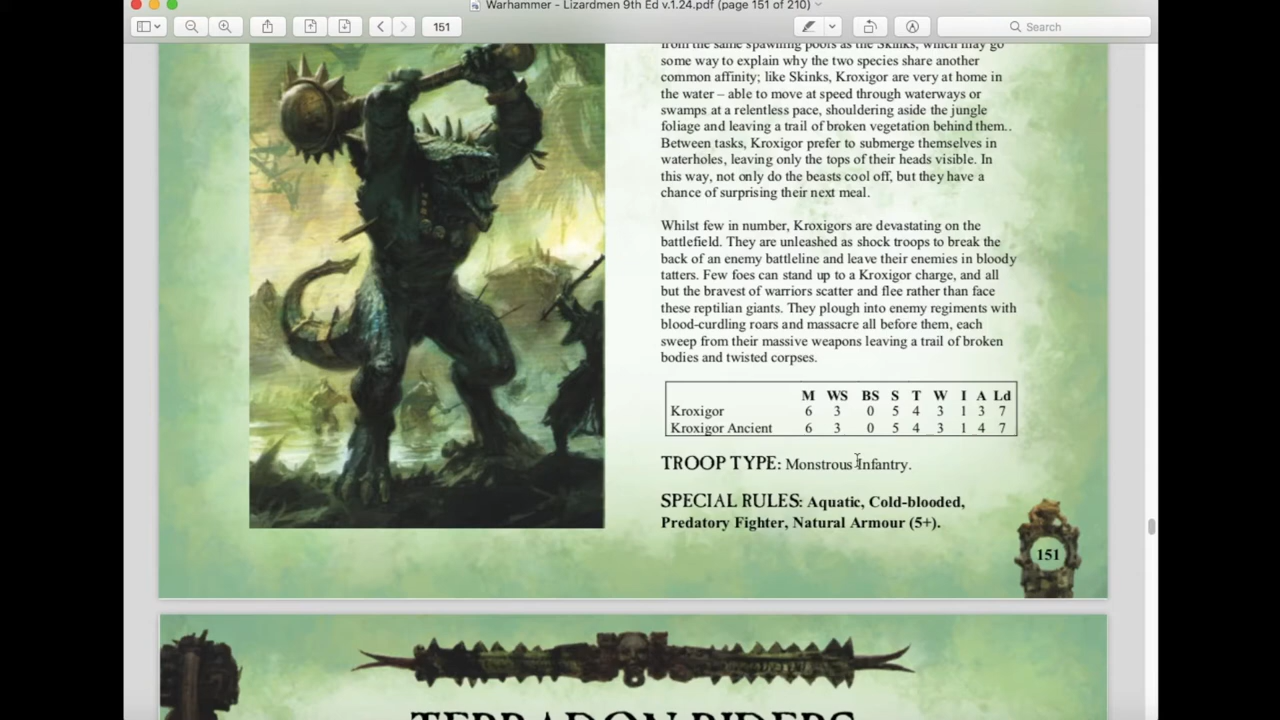 Warhammer - Lizardmen 9th Ed v.1.24.pdf (page 151 of 210)
151
Search
from the same spawning pools as the Skinks, which may go
some way to explain why the two species share another
common affinity; like Skinks, Kroxigor are very at home in
the water – able to move at speed through waterways or
swamps at a relentless pace, shouldering aside the jungle
foliage and leaving a trail of broken vegetation behind them..
Between tasks, Kroxigor prefer to submerge themselves in
waterholes, leaving only the tops of their heads visible. In
this way, not only do the beasts cool off, but they have a
chance of surprising their next meal.
Whilst few in number, Kroxigors are devastating on the
battlefield. They are unleashed as shock troops to break the
back of an enemy battleline and leave their enemies in bloody
tatters. Few foes can stand up to a Kroxigor charge, and all
but the bravest of warriors scatter and flee rather than face
these reptilian giants. They plough into enemy regiments with
blood-curdling roars and massacre all before them, each
sweep from their massive weapons leaving a trail of broken
bodies and twisted corpses.
M WS BS S T W I A Ld
Kroxigor 6 3 0 5 4 3 1 3 7
Kroxigor Ancient 6 3 0 5 4 3 1 4 7
TROOP TYPE: Monstrous Infantry.
SPECIAL RULES: Aquatic, Cold-blooded,
Predatory Fighter, Natural Armour (5+).
151
TERRADON RIDERS